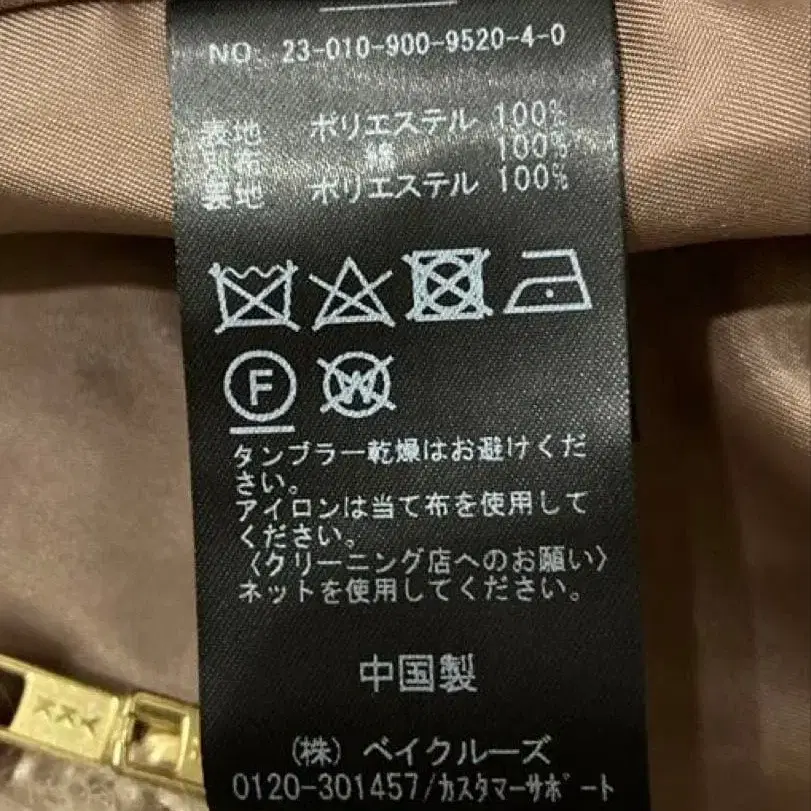 NO. 23-010-900-9520-4-0
表地 ポリエステル 100%
別布 綿 100%
裏地 ポリエステル 100%
F
W
タンブラー乾燥はお避けくだ
さい。
アイロンは当て布を使用して
ください。
〈クリーニング店へのお願い〉
ネットを使用してください。
中国製
(株) ベイクルーズ
0120-301457/カスタマーサポート
YKK